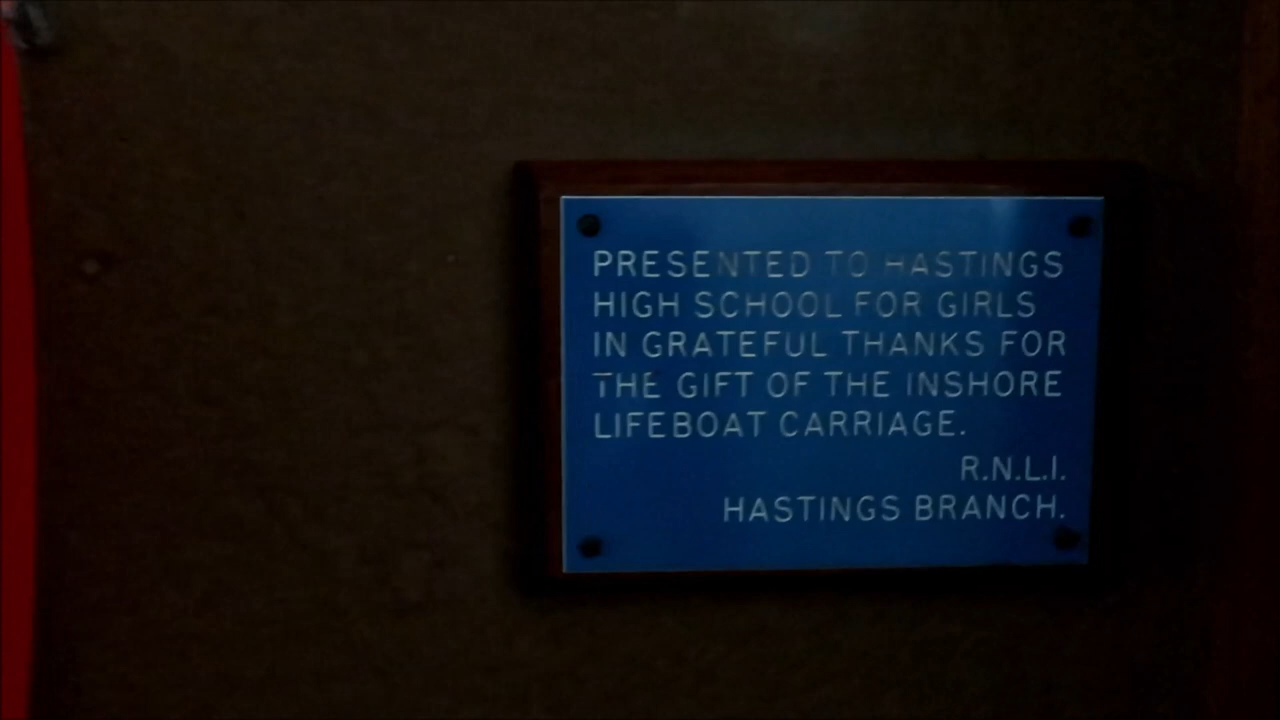 PRESENTED TO HASTINGS
HIGH SCHOOL FOR GIRLS
IN GRATEFUL THANKS FOR
THE GIFT OF THE INSHORE
LIFEBOAT CARRIAGE.
R.N.L.I.
HASTINGS BRANCH.